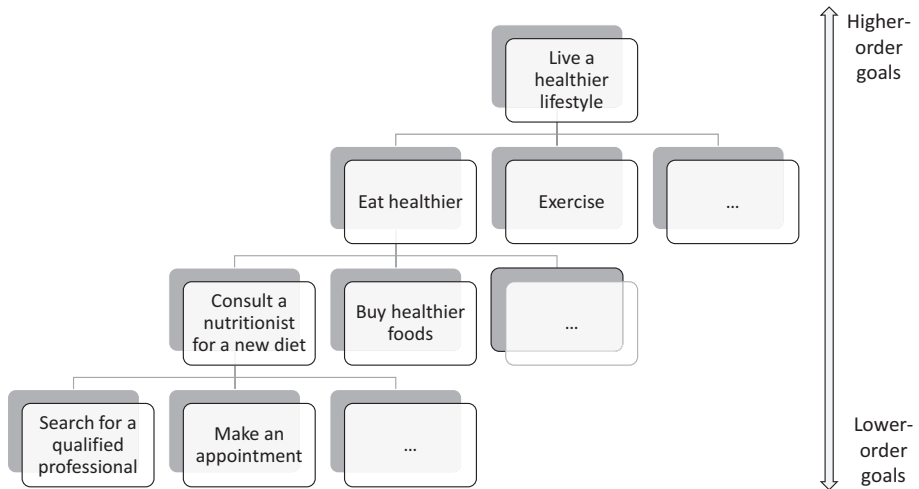 Higher-
order
goals
Live a
healthier
lifestyle
Eat healthier
Exercise
...
Consult a
nutritionist
for a new diet
Buy healthier
foods
...
Search for a
qualified
professional
Make an
appointment
...
Lower-
order
goals